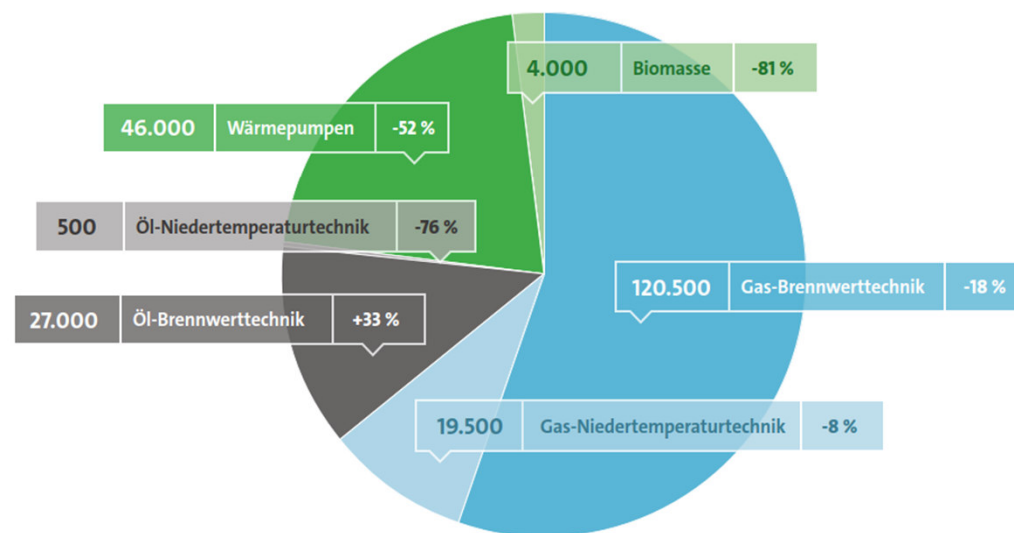 4.000 Biomasse -81 %
46.000 Wärmepumpen -52 %
500 Öl-Niedertemperaturtechnik -76 %
120.500 Gas-Brennwerttechnik -18 %
27.000 Öl-Brennwerttechnik +33 %
19.500 Gas-Niedertemperaturtechnik -8 %